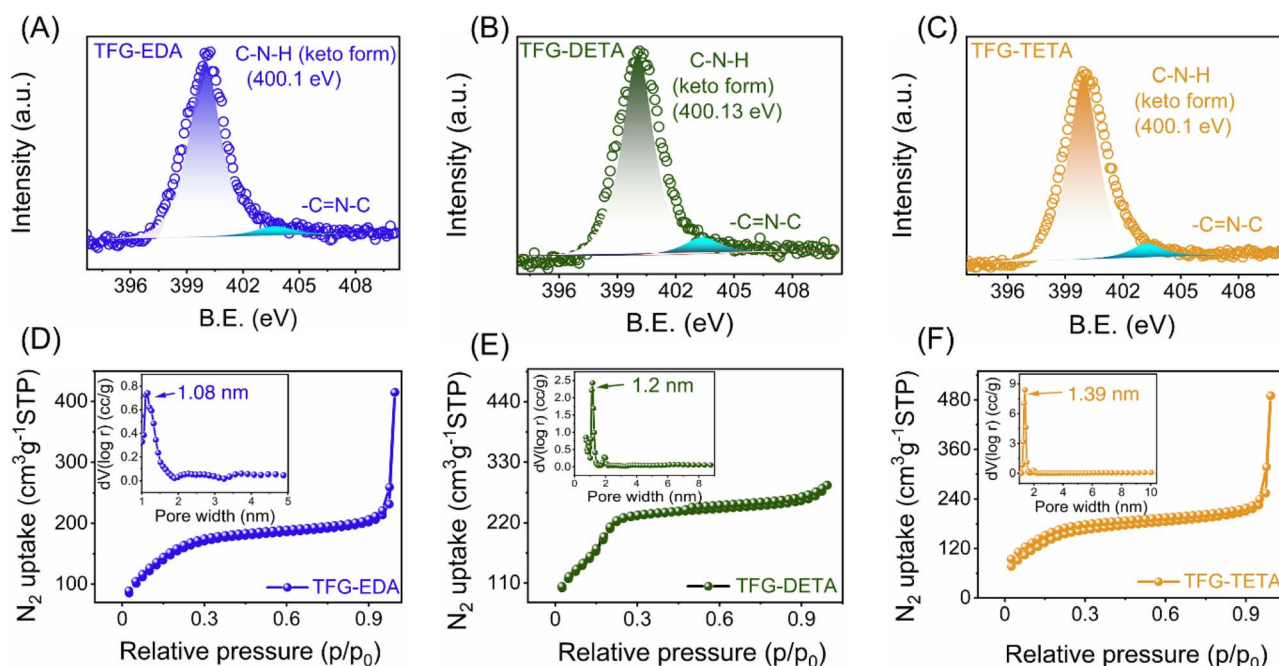 (A)
TFG-EDA
C-N-H (keto form)
(400.1 eV)
-C=N-C
Intensity (a.u.)
396 399 402 405 408
B.E. (eV)
(B)
TFG-DETA
C-N-H
(keto form)
(400.13 eV)
-C=N-C
Intensity (a.u.)
396 399 402 405 408
B.E. (eV)
(C)
TFG-TETA
C-N-H
(keto form)
(400.1 eV)
-C=N-C
Intensity (a.u.)
396 399 402 405 408
B.E. (eV)
(D)
N₂ uptake (cm³g⁻¹STP)
400
300
200
100
dV(log r) (cc/g)
0.8
0.6
0.4
0.2
0.0
1.08 nm
1 2 3 4 5
Pore width (nm)
TFG-EDA
0 0.3 0.6 0.9
Relative pressure (p/p₀)
(E)
N₂ uptake (cm³g⁻¹STP)
440
330
220
110
dV(log r) (cc/g)
2.5
2.0
1.5
1.0
0.5
0.0
1.2 nm
0 2 4 6 8
Pore width (nm)
TFG-DETA
0 0.3 0.6 0.9
Relative pressure (p/p₀)
(F)
N₂ uptake (cm³g⁻¹STP)
480
360
240
120
0
dV(log r) (cc/g)
9
6
3
0
1.39 nm
2 4 6 8 10
Pore width (nm)
TFG-TETA
0 0.3 0.6 0.9
Relative pressure (p/p₀)